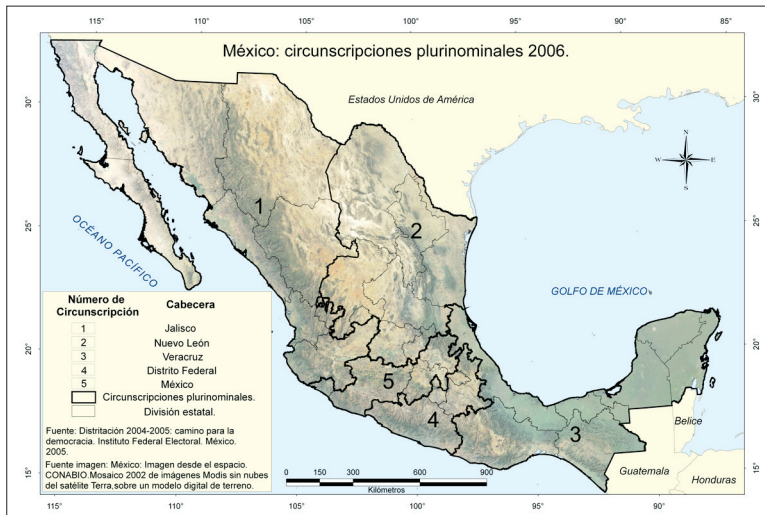 115° 110° 105° 100° 95° 90° 85°
México: circunscripciones plurinominales 2006.
Estados Unidos de América
30° 30°
N
W E
S
1
2
25° 25°
OCÉANO PACÍFICO
GOLFO DE MÉXICO
Número de Circunscripción Cabecera
1 Jalisco
2 Nuevo León
3 Veracruz
4 Distrito Federal
5 México
Circunscripciones plurinominales.
División estatal.
Fuente: Distritación 2004-2005: camino para la
democracia. Instituto Federal Electoral. México.
2005.
Fuente imagen: México: Imagen desde el espacio.
CONABIO.Mosaico 2002 de imágenes Modis sin nubes
del satélite Terra,sobre un modelo digital de terreno.
20° 20°
5
4
3
Belice
Guatemala
Honduras
15° 15°
0 150 300 600 900
Kilómetros
115° 110° 105° 100° 95° 90°